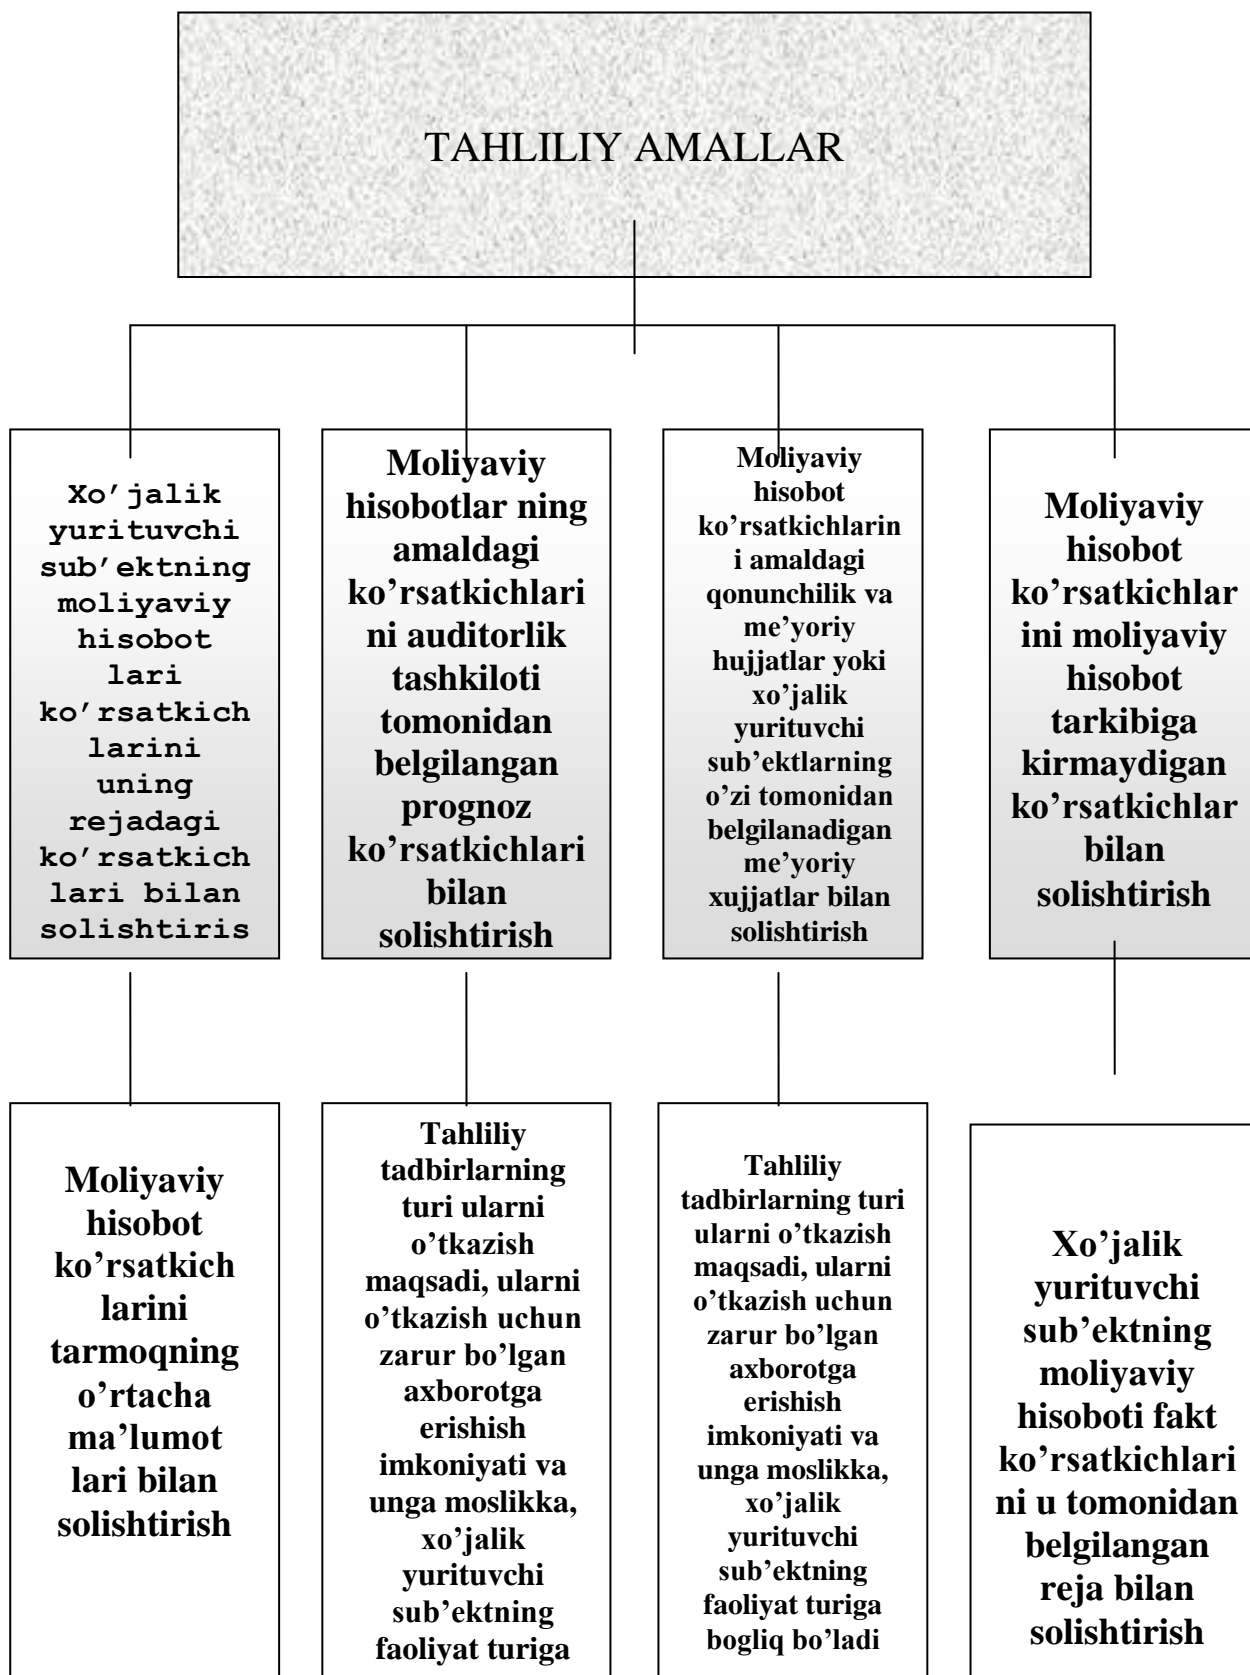 TAHLILIY AMALLAR
Xo’jalik
yurituvchi
sub’ektning
moliyaviy
hisobot
lari
ko’rsatkich
larini
uning
rejadagi
ko’rsatkich
lari bilan
solishtiris
Moliyaviy
hisobotlar ning
amaldagi
ko’rsatkichlari
ni auditorlik
tashkiloti
tomonidan
belgilangan
prognoz
ko’rsatkichlari
bilan
solishtirish
Moliyaviy
hisobot
ko’rsatkichlarin
i amaldagi
qonunchilik va
me’yoriy
hujjatlar yoki
xo’jalik
yurituvchi
sub’ektlarning
o’zi tomonidan
belgilanadigan
me’yoriy
xujjatlar bilan
solishtirish
Moliyaviy
hisobot
ko’rsatkichlar
ini moliyaviy
hisobot
tarkibiga
kirmaydigan
ko’rsatkichlar
bilan
solishtirish
Moliyaviy
hisobot
ko’rsatkich
larini
tarmoqning
o’rtacha
ma’lumot
lari bilan
solishtirish
Tahliliy
tadbirlarning
turi ularni
o’tkazish
maqsadi, ularni
o’tkazish uchun
zarur bo’lgan
axborotga
erishish
imkoniyati va
unga moslikka,
xo’jalik
yurituvchi
sub’ektning
faoliyat turiga
Tahliliy
tadbirlarning turi
ularni o’tkazish
maqsadi, ularni
o’tkazish uchun
zarur bo’lgan
axborotga
erishish
imkoniyati va
unga moslikka,
xo’jalik
yurituvchi
sub’ektning
faoliyat turiga
bogliq bo’ladi
Xo’jalik
yurituvchi
sub’ektning
moliyaviy
hisoboti fakt
ko’rsatkichlari
ni u tomonidan
belgilangan
reja bilan
solishtirish